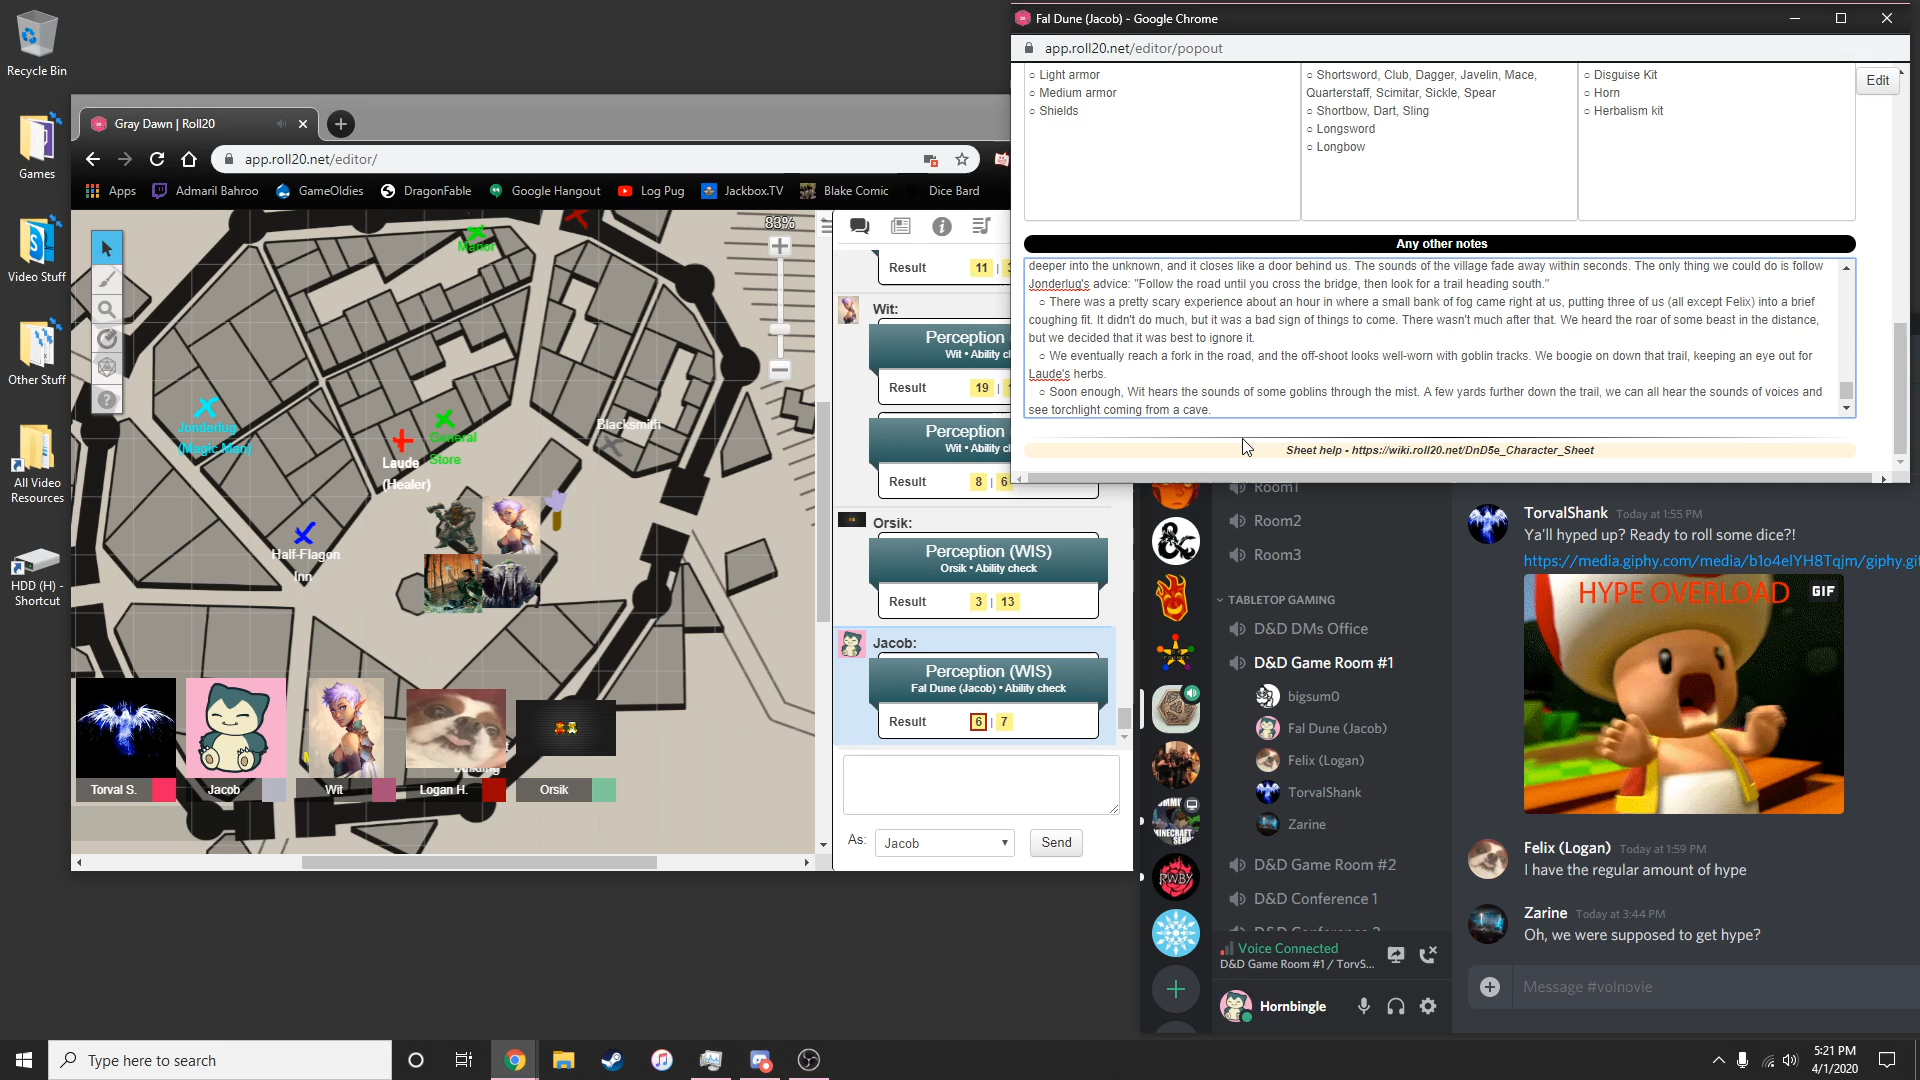 Recycle Bin
Games
Video Stuff
Other Stuff
All Video
Resources
HDD (H) -
Shortcut
Gray Dawn | Roll20
app.roll20.net/editor/
Apps
Admaril Bahroo
GameOldies
DragonFable
Google Hangout
Log Pug
Jackbox.TV
Blake Comic
Dice Bard
83%
Manor
Jonderlug
(Magic Man)
General
Store
Laude
(Healer)
Blacksmith
Half-Flagon
Inn
building
Torval S.
Jacob
Wit
Logan H.
Orsik
Result
11 |
Wit:
Perception
Wit • Ability c
Result
19 |
Perception
Wit • Ability c
Result
8 | 6
Orsik:
Perception (WIS)
Orsik • Ability check
Result
3 | 13
Jacob:
Perception (WIS)
Fal Dune (Jacob) • Ability check
Result
6 | 7
As:
Jacob
Send
Fal Dune (Jacob) - Google Chrome
app.roll20.net/editor/popout
Edit
○ Light armor
○ Medium armor
○ Shields
○ Shortsword, Club, Dagger, Javelin, Mace,
Quarterstaff, Scimitar, Sickle, Spear
○ Shortbow, Dart, Sling
○ Longsword
○ Longbow
○ Disguise Kit
○ Horn
○ Herbalism kit
Any other notes
deeper into the unknown, and it closes like a door behind us. The sounds of the village fade away within seconds. The only thing we could do is follow
Jonderlug's advice: "Follow the road until you cross the bridge, then look for a trail heading south."
○ There was a pretty scary experience about an hour in where a small bank of fog came right at us, putting three of us (all except Felix) into a brief
coughing fit. It didn't do much, but it was a bad sign of things to come. There wasn't much after that. We heard the roar of some beast in the distance,
but we decided that it was best to ignore it.
○ We eventually reach a fork in the road, and the off-shoot looks well-worn with goblin tracks. We boogie on down that trail, keeping an eye out for
Laude's herbs.
○ Soon enough, Wit hears the sounds of some goblins through the mist. A few yards further down the trail, we can all hear the sounds of voices and
see torchlight coming from a cave.
Sheet help - https://wiki.roll20.net/DnD5e_Character_Sheet
Room1
Room2
Room3
TABLETOP GAMING
D&D DMs Office
D&D Game Room #1
bigsum0
Fal Dune (Jacob)
Felix (Logan)
TorvalShank
Zarine
D&D Game Room #2
D&D Conference 1
Voice Connected
D&D Game Room #1 / TorvS...
Hornbingle
RWBY
TorvalShank Today at 1:55 PM
Ya'll hyped up? Ready to roll some dice?!
https://media.giphy.com/media/b1o4elYH8Tqjm/giphy.gi
HYPE OVERLOAD
GIF
Felix (Logan) Today at 1:59 PM
I have the regular amount of hype
Zarine Today at 3:44 PM
Oh, we were supposed to get hype?
Message #volnovie
Type here to search
5:21 PM
4/1/2020